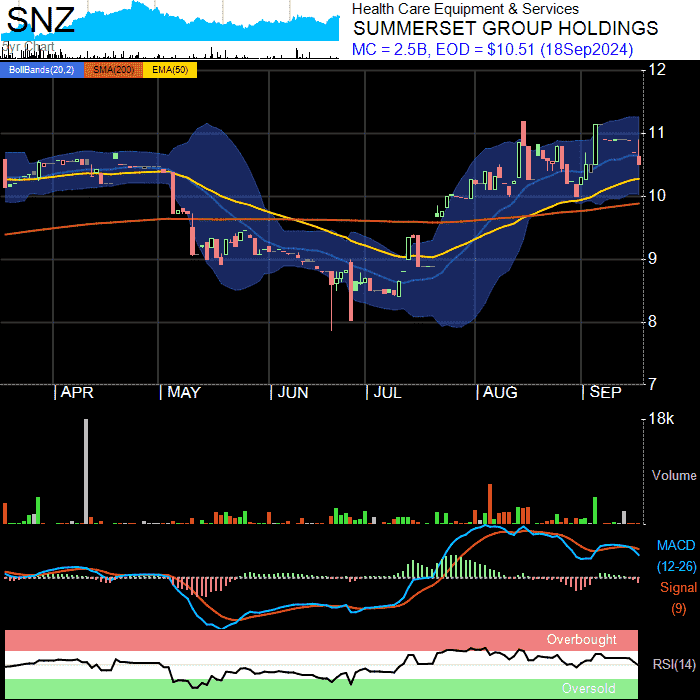 SNZ
5yr Chart
Health Care Equipment & Services
SUMMERSET GROUP HOLDINGS
MC = 2.5B, EOD = $10.51 (18Sep2024)
BollBands(20,2) SMA(200) EMA(50)
12
11
10
9
8
7
APR MAY JUN JUL AUG SEP
18k
Volume
MACD
(12-26)
Signal
(9)
Overbought
RSI(14)
Oversold